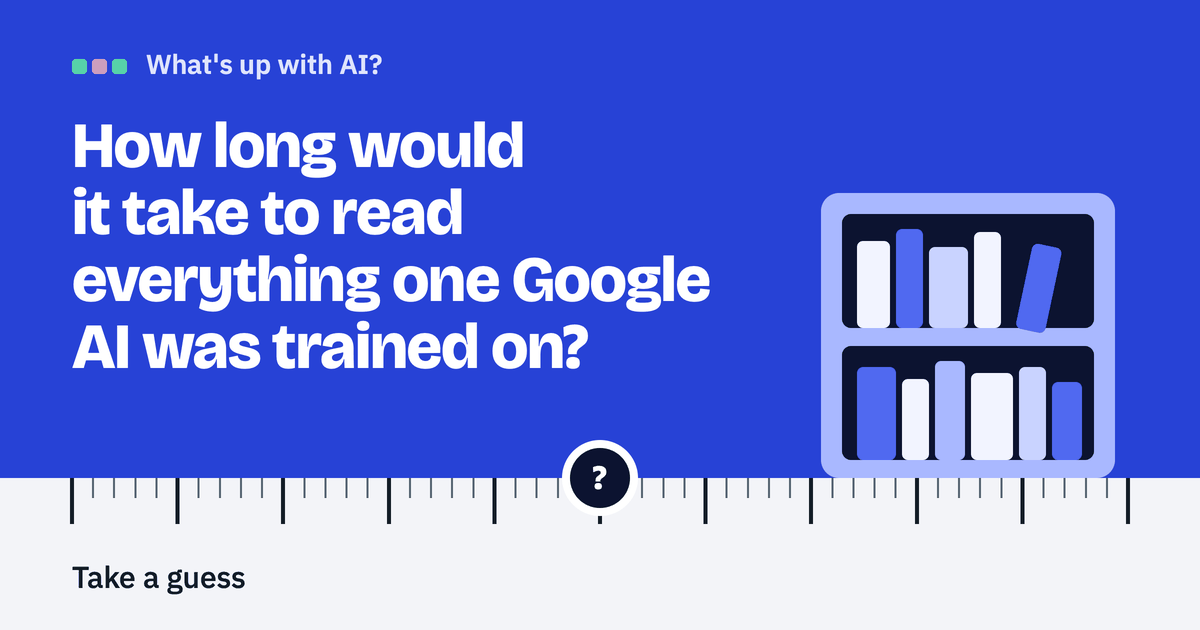 What's up with AI?
How long would
it take to read
everything one Google
AI was trained on?
?
Take a guess